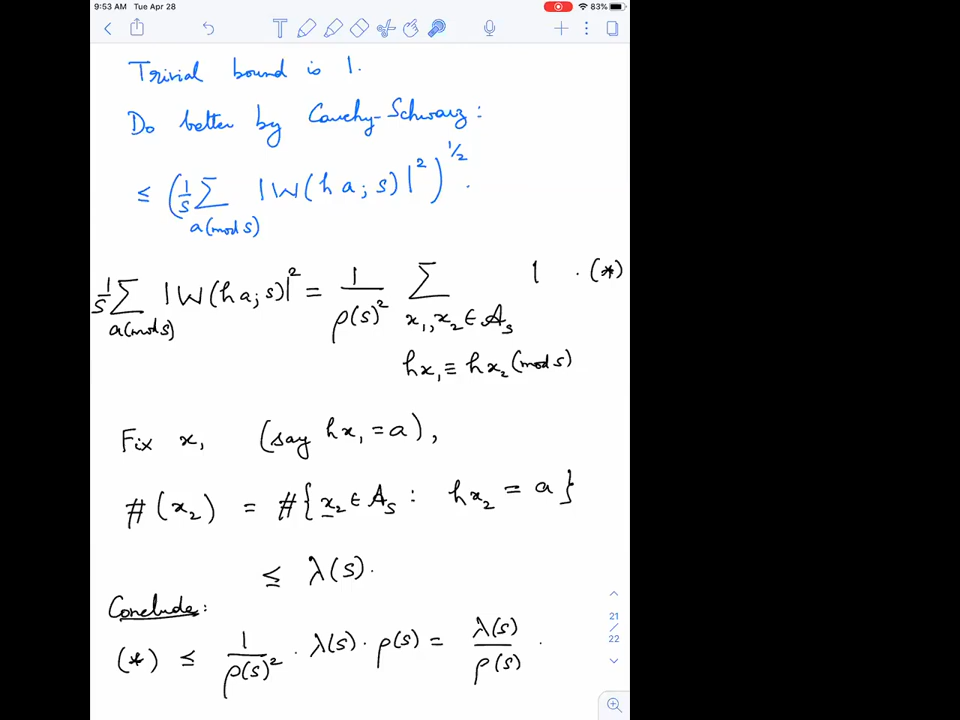 9:53 AM Tue Apr 28 83%
Trivial bound is 1.
Do better by Cauchy-Schwarz:
≤ (1/s ∑_{a(mod s)} |W(ha; s)|²)^{1/2}.
1/s ∑_{a(mod s)} |W(ha; s)|² = 1/ρ(s)² ∑_{x₁, x₂ ∈ 𝒜_s, hx₁ ≡ hx₂ (mod s)} 1 . (*)
Fix x₁ (say hx₁ = a),
#(x₂) = #{x₂ ∈ 𝒜_s : hx₂ = a}
≤ λ(s).
Conclude:
(*) ≤ 1/ρ(s)² · λ(s) · ρ(s) = λ(s)/ρ(s) .
21
/
22